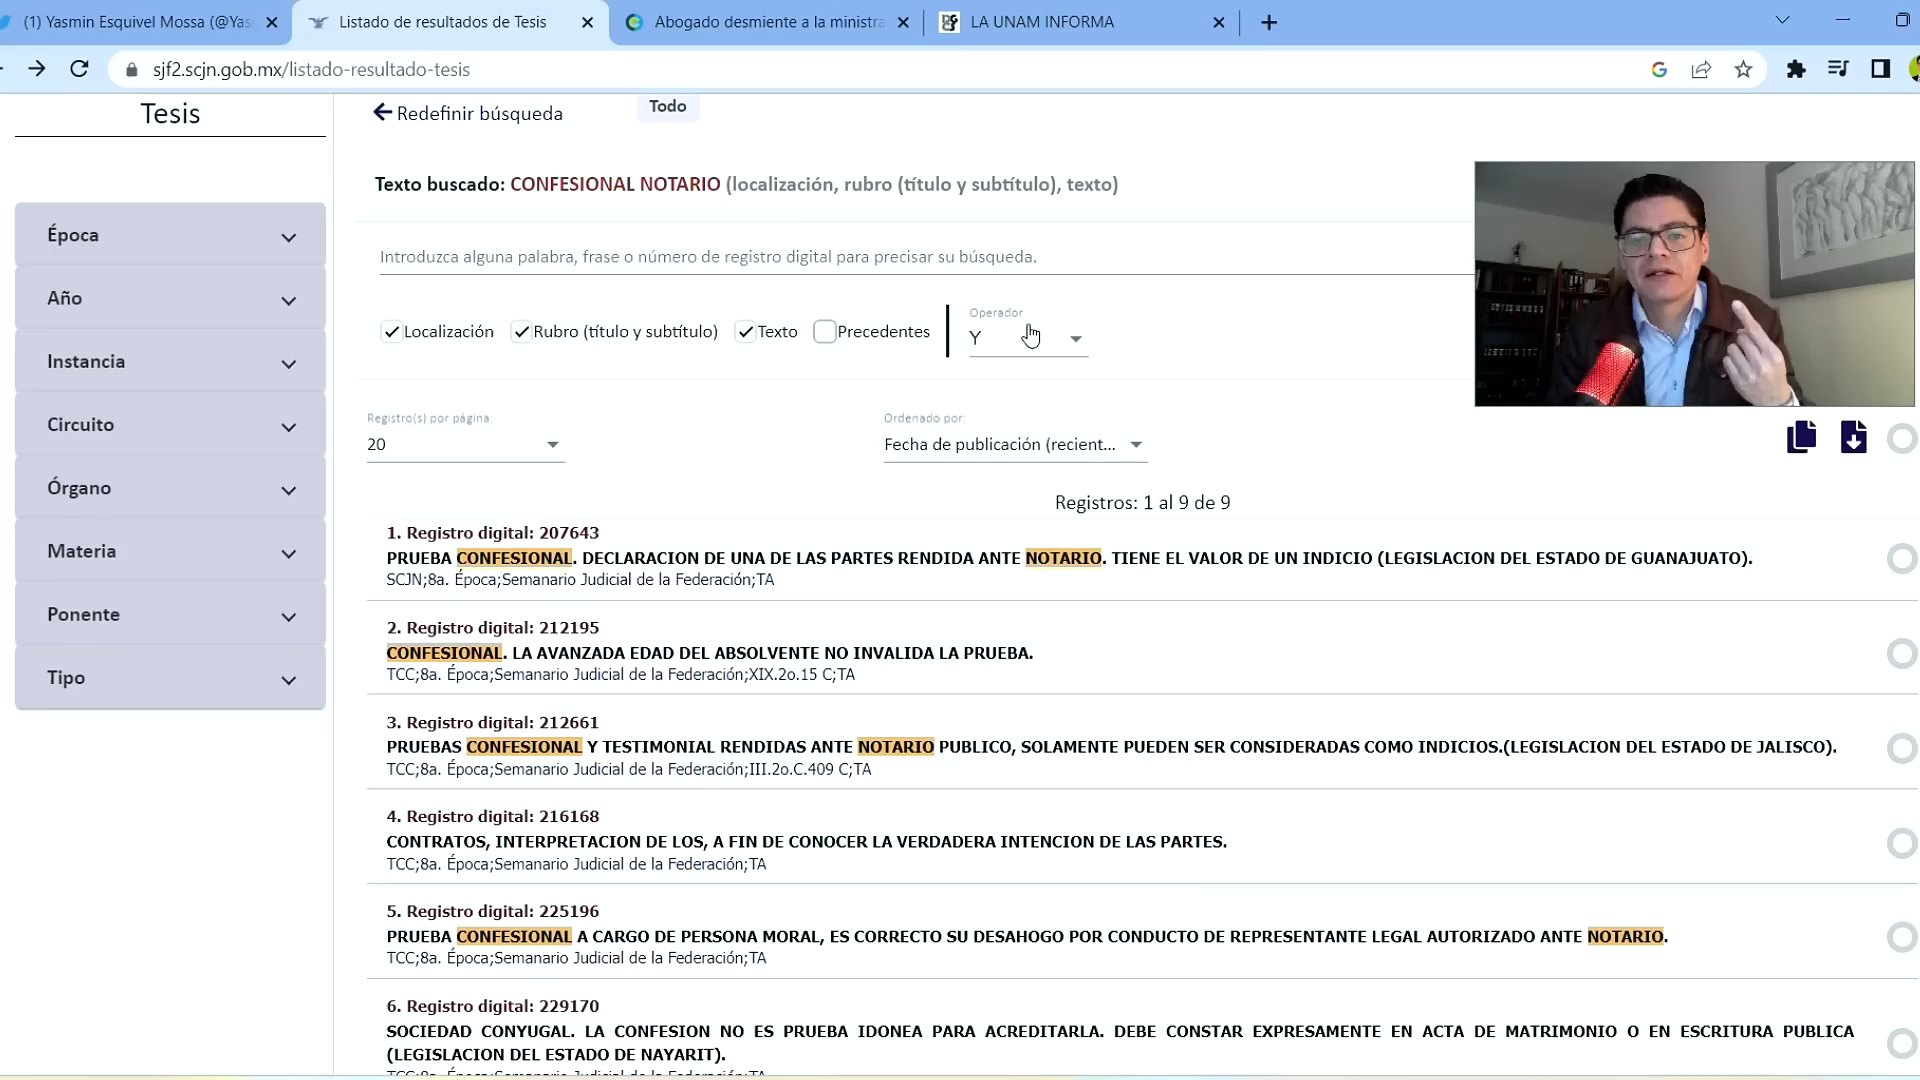 (1) Yasmin Esquivel Mossa (@Yas
Listado de resultados de Tesis
Abogado desmiente a la ministra
LA UNAM INFORMA
sjf2.scjn.gob.mx/listado-resultado-tesis
Tesis
Redefinir búsqueda
Todo
Texto buscado: CONFESIONAL NOTARIO (localización, rubro (título y subtítulo), texto)
Introduzca alguna palabra, frase o número de registro digital para precisar su búsqueda.
Localización
Rubro (título y subtítulo)
Texto
Precedentes
Operador
Y
Época
Año
Instancia
Circuito
Órgano
Materia
Ponente
Tipo
Registro(s) por página:
20
Ordenado por:
Fecha de publicación (recient...
Registros: 1 al 9 de 9
1. Registro digital: 207643
PRUEBA CONFESIONAL. DECLARACION DE UNA DE LAS PARTES RENDIDA ANTE NOTARIO. TIENE EL VALOR DE UN INDICIO (LEGISLACION DEL ESTADO DE GUANAJUATO).
SCJN;8a. Época;Semanario Judicial de la Federación;TA
2. Registro digital: 212195
CONFESIONAL. LA AVANZADA EDAD DEL ABSOLVENTE NO INVALIDA LA PRUEBA.
TCC;8a. Época;Semanario Judicial de la Federación;XIX.2o.15 C;TA
3. Registro digital: 212661
PRUEBAS CONFESIONAL Y TESTIMONIAL RENDIDAS ANTE NOTARIO PUBLICO, SOLAMENTE PUEDEN SER CONSIDERADAS COMO INDICIOS.(LEGISLACION DEL ESTADO DE JALISCO).
TCC;8a. Época;Semanario Judicial de la Federación;III.2o.C.409 C;TA
4. Registro digital: 216168
CONTRATOS, INTERPRETACION DE LOS, A FIN DE CONOCER LA VERDADERA INTENCION DE LAS PARTES.
TCC;8a. Época;Semanario Judicial de la Federación;TA
5. Registro digital: 225196
PRUEBA CONFESIONAL A CARGO DE PERSONA MORAL, ES CORRECTO SU DESAHOGO POR CONDUCTO DE REPRESENTANTE LEGAL AUTORIZADO ANTE NOTARIO.
TCC;8a. Época;Semanario Judicial de la Federación;TA
6. Registro digital: 229170
SOCIEDAD CONYUGAL. LA CONFESION NO ES PRUEBA IDONEA PARA ACREDITARLA. DEBE CONSTAR EXPRESAMENTE EN ACTA DE MATRIMONIO O EN ESCRITURA PUBLICA
(LEGISLACION DEL ESTADO DE NAYARIT).
TCC;8a. Época;Semanario Judicial de la Federación;TA